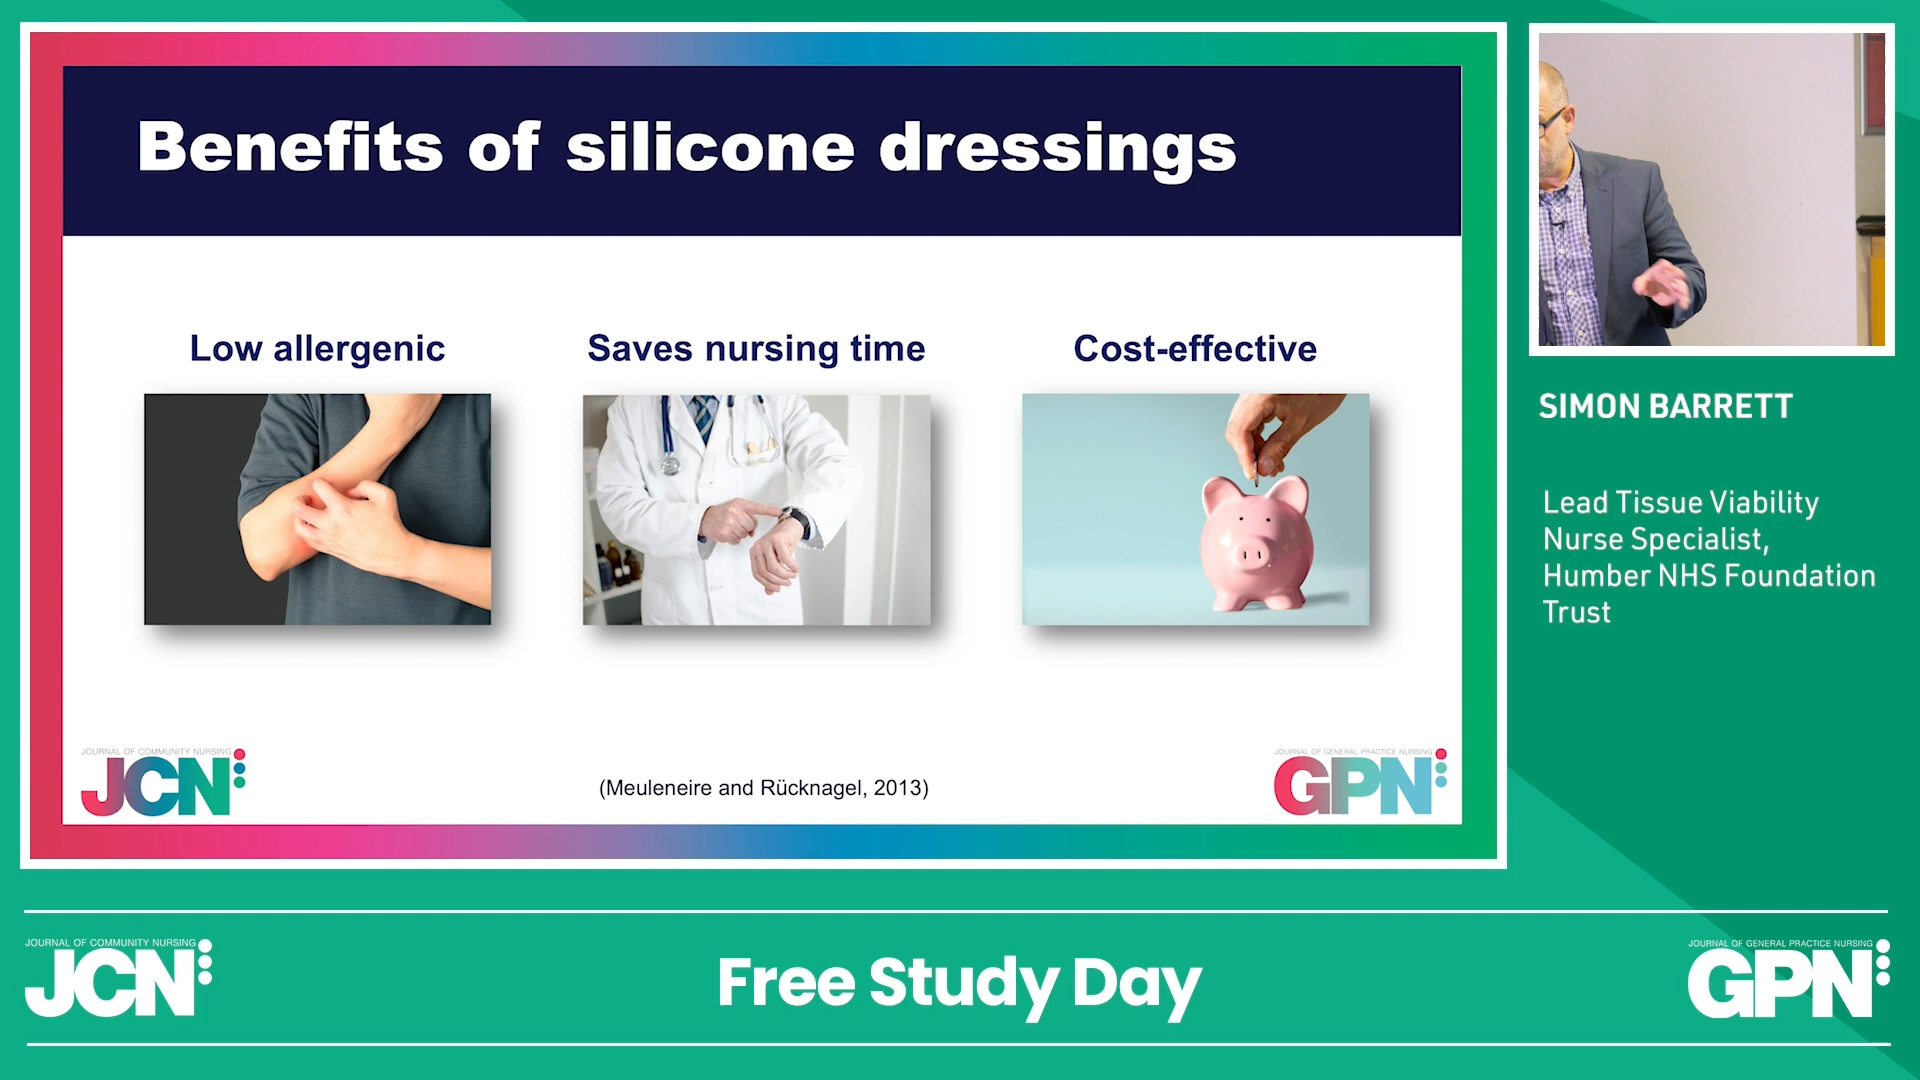 Benefits of silicone dressings
Low allergenic
Saves nursing time
Cost-effective
JOURNAL OF COMMUNITY NURSING
JCN
(Meuleneire and Rücknagel, 2013)
JOURNAL OF GENERAL PRACTICE NURSING
GPN
SIMON BARRETT
Lead Tissue Viability
Nurse Specialist,
Humber NHS Foundation
Trust
JOURNAL OF COMMUNITY NURSING
JCN
Free Study Day
JOURNAL OF GENERAL PRACTICE NURSING
GPN